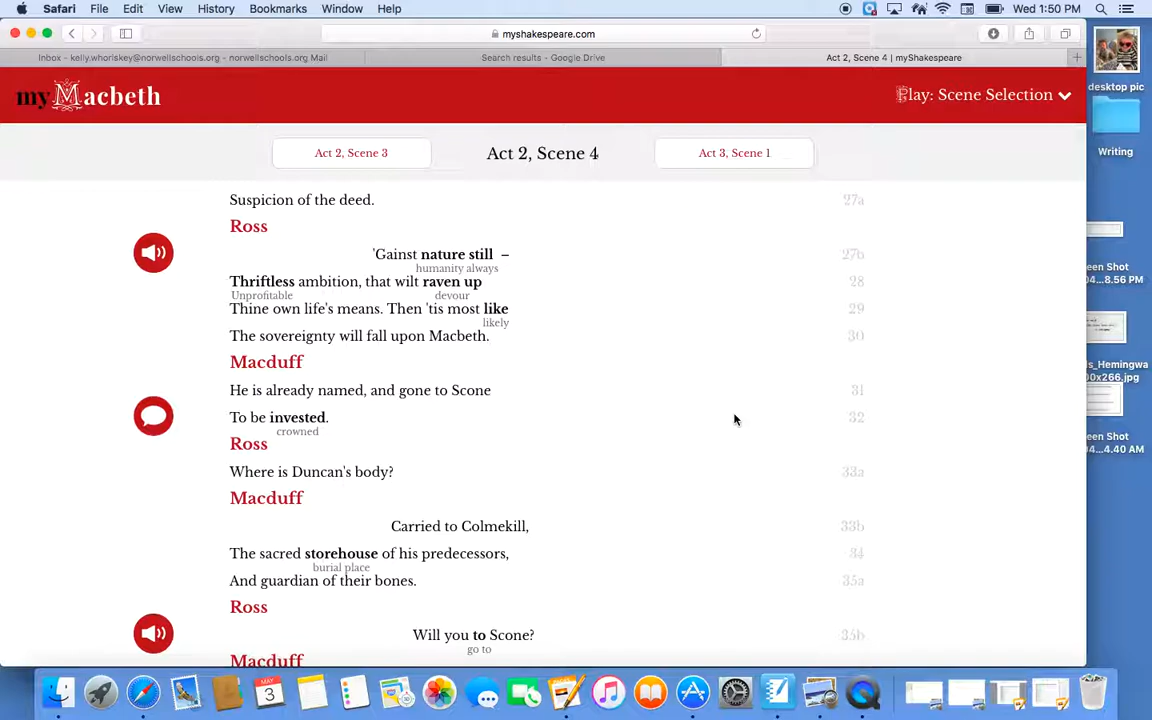 Safari File Edit View History Bookmarks Window Help Wed 1:50 PM
myshakespeare.com
Inbox - kelly.whoriskey@norwellschools.org - norwellschools.org Mail Search results - Google Drive Act 2, Scene 4 | myShakespeare
desktop pic
myMacbeth Play: Scene Selection
Writing
Act 2, Scene 3 Act 2, Scene 4 Act 3, Scene 1
Suspicion of the deed. 27a
Ross
'Gainst nature still – 27b
humanity always
Thriftless ambition, that wilt raven up 28
Unprofitable devour
Thine own life's means. Then 'tis most like 29
likely
The sovereignty will fall upon Macbeth. 30
Macduff
He is already named, and gone to Scone 31
To be invested. 32
crowned
Ross
Where is Duncan's body? 33a
Macduff
Carried to Colmekill, 33b
The sacred storehouse of his predecessors, 34
burial place
And guardian of their bones. 35a
Ross
Will you to Scone? 35b
go to
Macduff
een Shot
04...8.56 PM
ls_Hemingwa
00x266.jpg
een Shot
04...4.40 AM
MAY
3